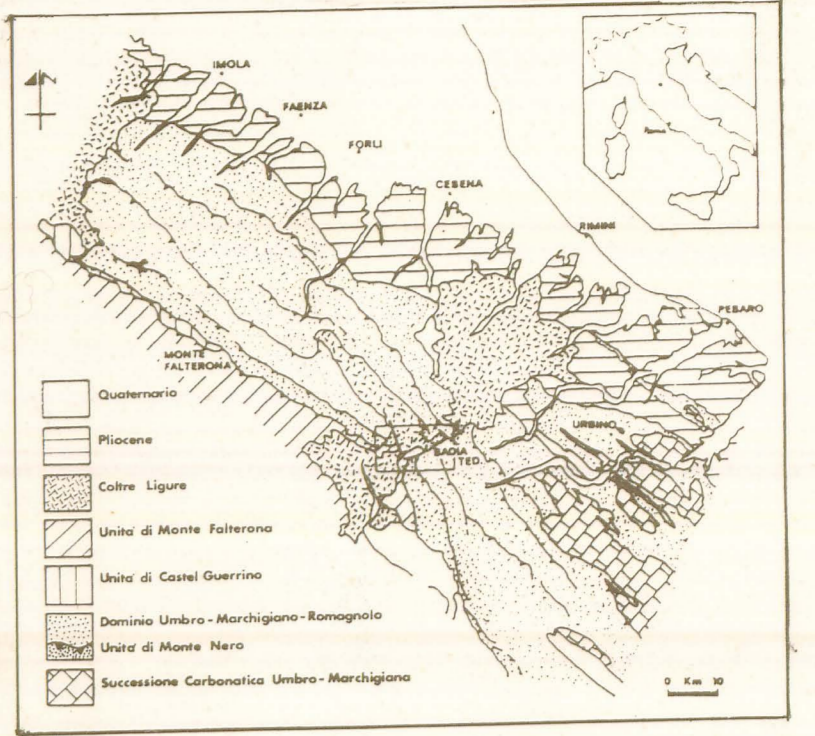 IMOLA
FAENZA
FORLI
CESENA
RIMINI
PESARO
URBINO
Roma
N
MONTE
FALTERONA
BADIA
TED.
Quaternario
Pliocene
Coltre Ligure
Unita' di Monte Falterona
Unita' di Castel Guerrino
Dominio Umbro-Marchigiano-Romagnolo
Unita' di Monte Nero
Successione Carbonatica Umbro-Marchigiana
0 Km 10